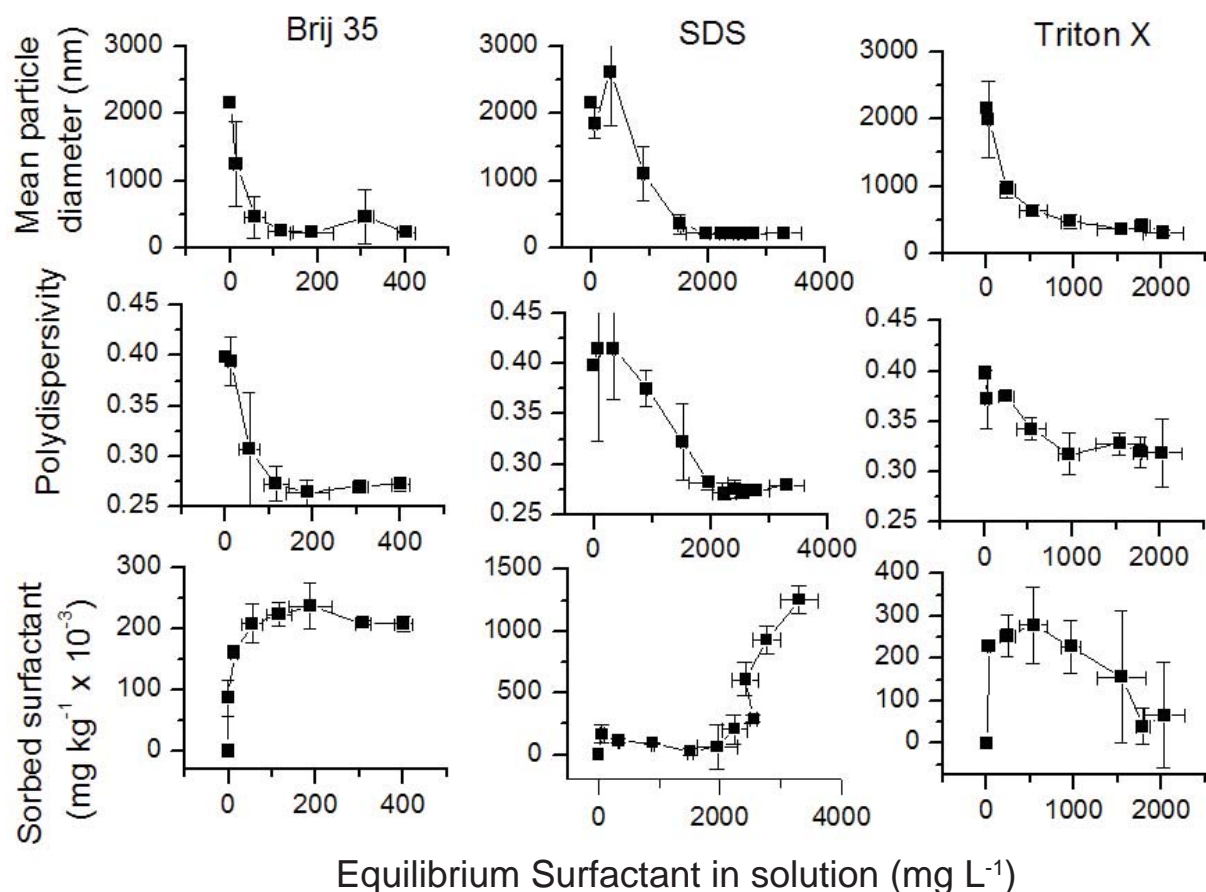 Brij 35
SDS
Triton X
Mean particle
diameter (nm)
3000
2000
1000
0
0 200 400
3000
2000
1000
0
0 2000 4000
3000
2000
1000
0
0 1000 2000
Polydispersivity
0.45
0.40
0.35
0.30
0.25
0 200 400
0.45
0.40
0.35
0.30
0.25
0 2000 4000
0.45
0.40
0.35
0.30
0.25
0 1000 2000
Sorbed surfactant
(mg kg⁻¹ x 10⁻³)
300
200
100
0
0 200 400
1500
1000
500
0
0 2000 4000
400
300
200
100
0
0 1000 2000
Equilibrium Surfactant in solution (mg L⁻¹)